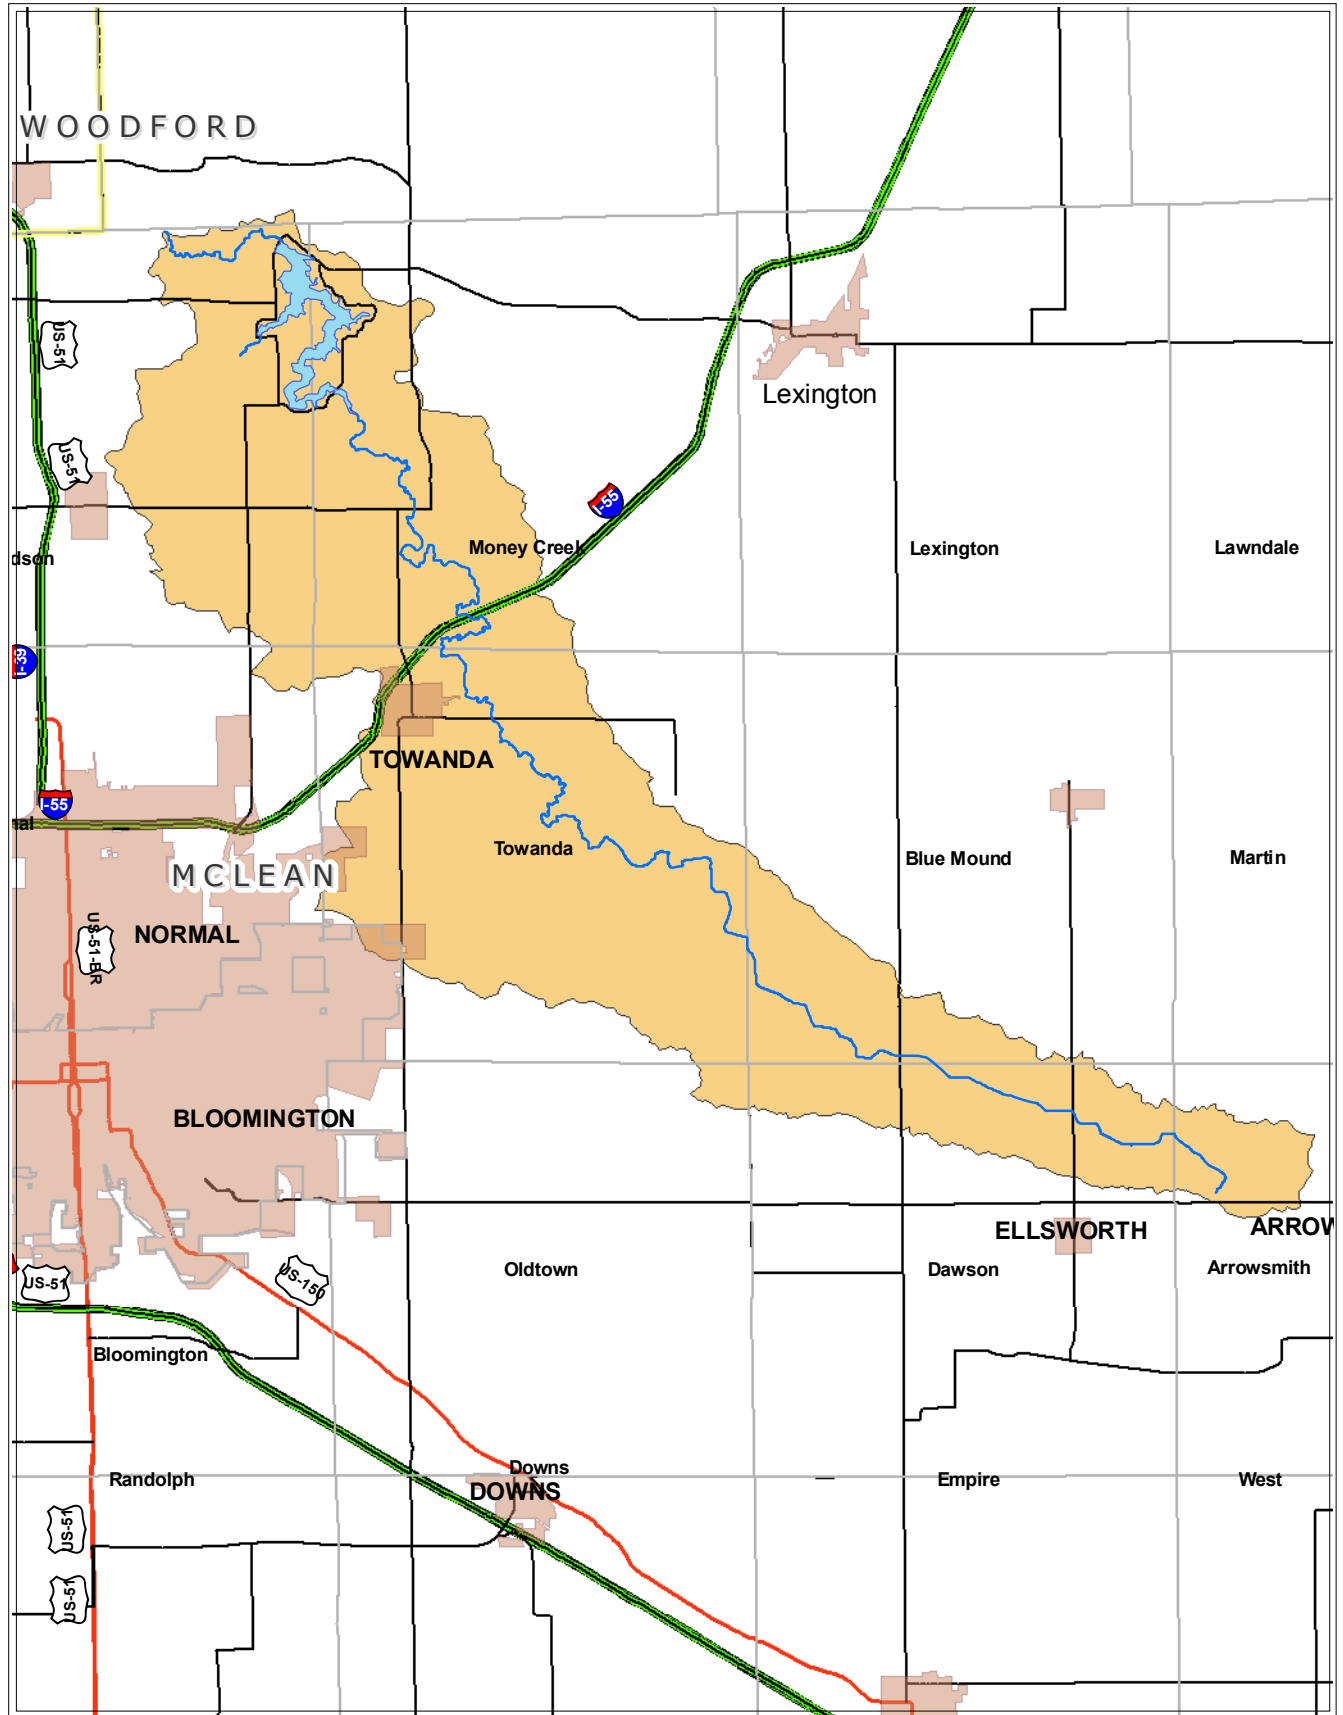 WOODFORD
US-51
Lexington
US-51
I-55
dson
Money Creek
Lexington
Lawndale
I-39
TOWANDA
I-55
nal
Towanda
Blue Mound
Martin
MCLEAN
NORMAL
US-51-BR
BLOOMINGTON
ELLSWORTH
ARROW
Oldtown
Dawson
Arrowsmith
US-51
US-150
Bloomington
Randolph
Downs
DOWNS
Empire
West
US-51
US-51